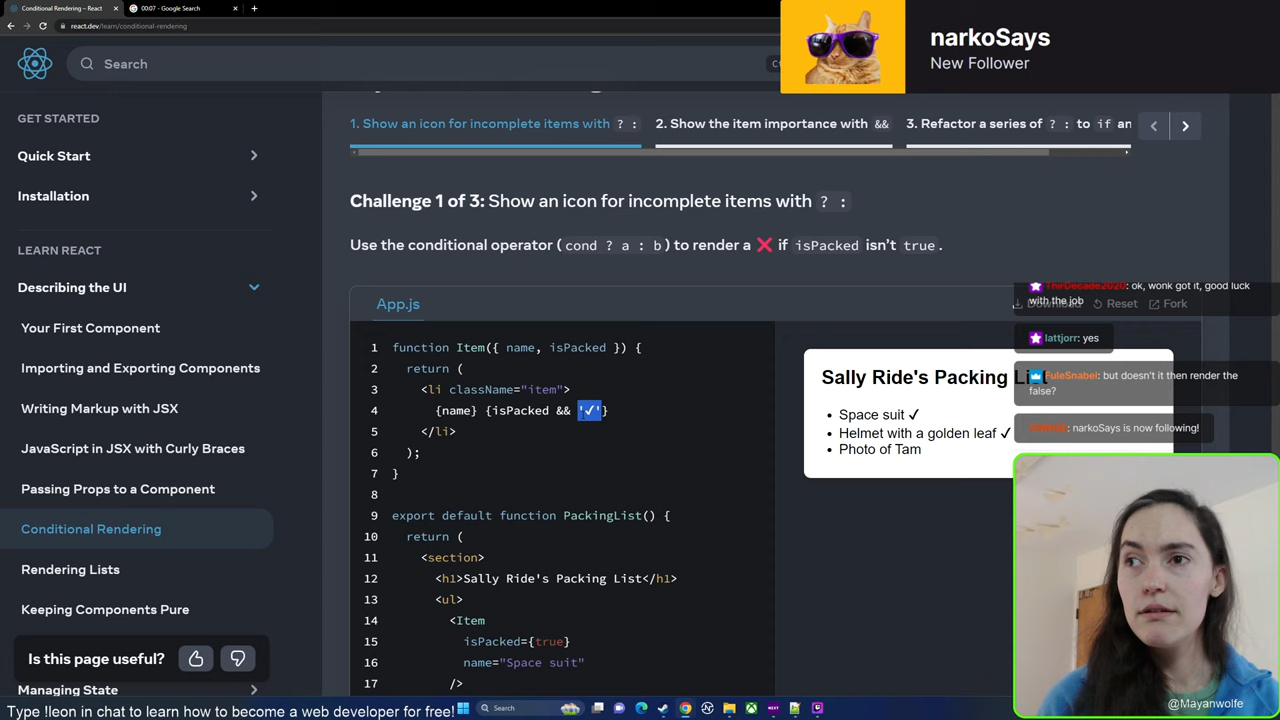 Conditional Rendering – React
00:07 - Google Search
react.dev/learn/conditional-rendering
narkoSays
New Follower
Search
GET STARTED
Quick Start
Installation
LEARN REACT
Describing the UI
Your First Component
Importing and Exporting Components
Writing Markup with JSX
JavaScript in JSX with Curly Braces
Passing Props to a Component
Conditional Rendering
Rendering Lists
Keeping Components Pure
Is this page useful?
Managing State
1. Show an icon for incomplete items with ? :
2. Show the item importance with &&
3. Refactor a series of ? : to if an
Challenge 1 of 3: Show an icon for incomplete items with ? :
Use the conditional operator ( cond ? a : b ) to render a ❌ if isPacked isn’t true .
App.js
Download
Reset
Fork
1 function Item({ name, isPacked }) {
2 return (
3 <li className="item">
4 {name} {isPacked && '✓'}
5 </li>
6 );
7 }
8
9 export default function PackingList() {
10 return (
11 <section>
12 <h1>Sally Ride's Packing List</h1>
13 <ul>
14 <Item
15 isPacked={true}
16 name="Space suit"
17 />
Sally Ride's Packing List
Space suit ✓
Helmet with a golden leaf ✓
Photo of Tam
ThirDecade2020: ok, wonk got it, good luck
with the job
lattjorr: yes
FuleSnabel: but doesn't it then render the
false?
narkoSays is now following!
@Mayanwolfe
Type !leon in chat to learn how to become a web developer for free!
Search